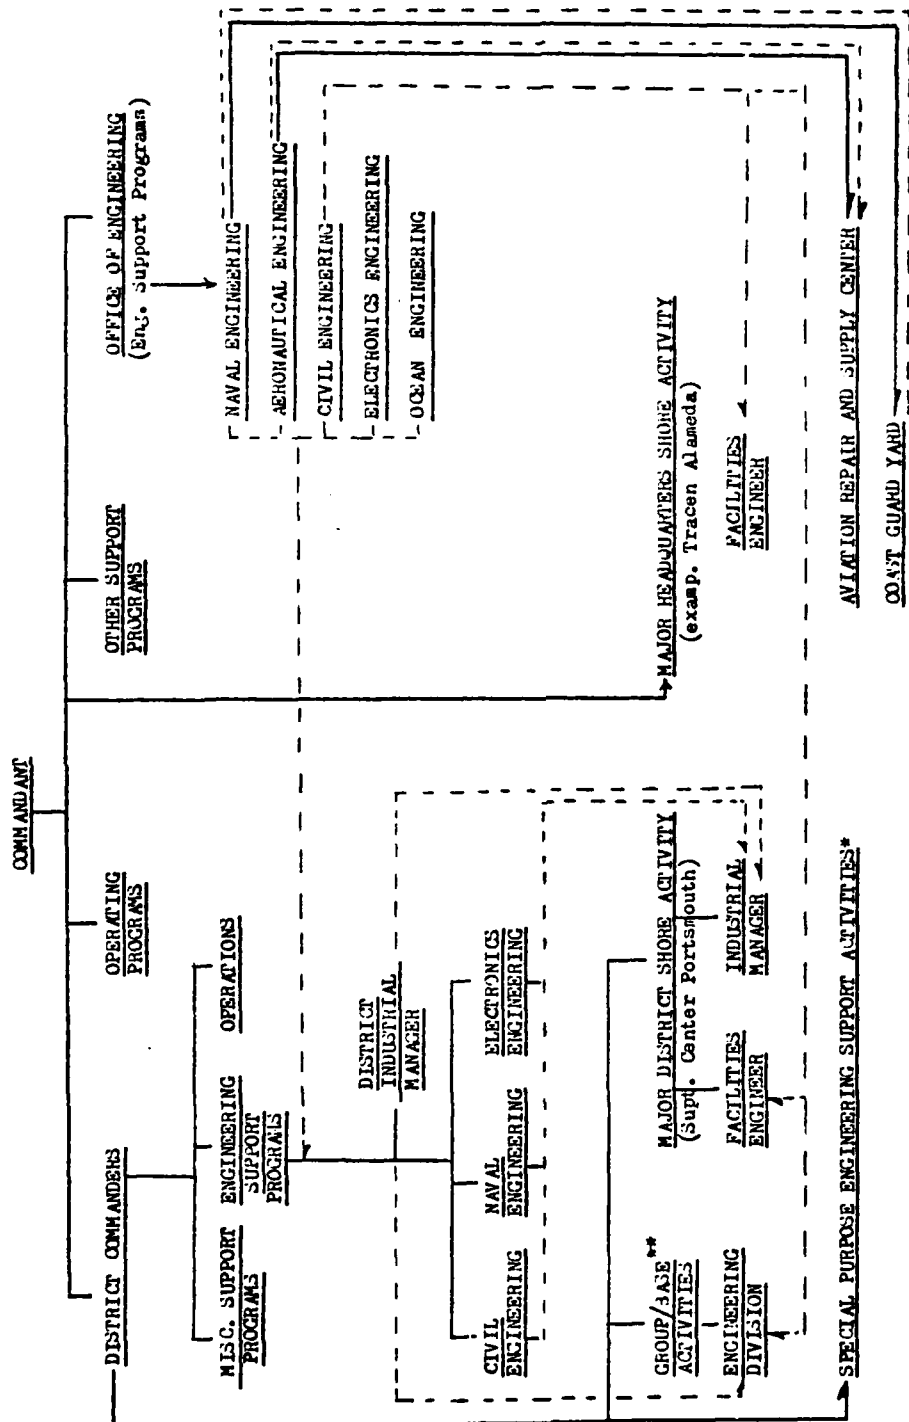 COMMANDANT
DISTRICT COMMANDERS
OPERATING
PROGRAMS
OTHER SUPPORT
PROGRAMS
OFFICE OF ENGINEERING
(Eng. Support Programs)
MISC. SUPPORT
PROGRAMS
ENGINEERING
SUPPORT
PROGRAMS
OPERATIONS
NAVAL ENGINEERING
AERONAUTICAL ENGINEERING
CIVIL ENGINEERING
ELECTRONICS ENGINEERING
OCEAN ENGINEERING
DISTRICT
INDUSTRIAL
MANAGER
CIVIL
ENGINEERING
NAVAL
ENGINEERING
ELECTRONICS
ENGINEERING
MAJOR HEADQUARTERS SHORE ACTIVITY
(examp. Tracen Alameda)
FACILITIES
ENGINEER
GROUP/BASE**
ACTIVITIES
ENGINEERING
DIVISION
MAJOR DISTRICT SHORE ACTIVITY
(Supt. Center Portsmouth)
FACILITIES
ENGINEER
INDUSTRIAL
MANAGER
SPECIAL PURPOSE ENGINEERING SUPPORT ACTIVITIES*
AVIATION REPAIR AND SUPPLY CENTER
COAST GUARD YARD